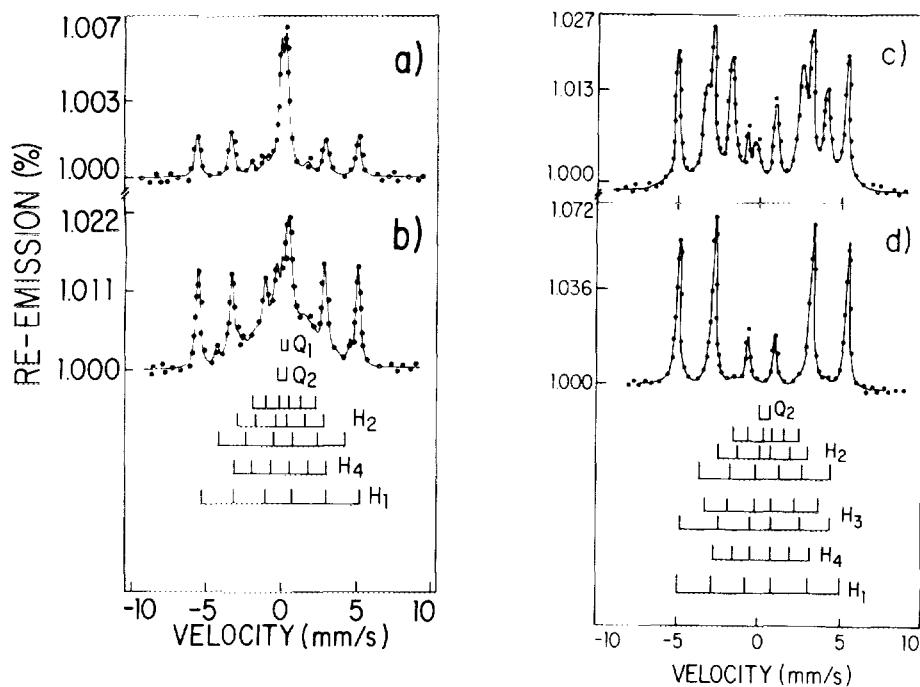 RE-EMISSION (%)
1.007
1.003
1.000
a)
1.022
1.011
1.000
b)
Q1
Q2
H2
H4
H1
-10 -5 0 5 10
VELOCITY (mm/s)
1.027
1.013
1.000
c)
1.072
1.036
1.000
d)
Q2
H2
H3
H4
H1
-10 -5 0 5 10
VELOCITY (mm/s)